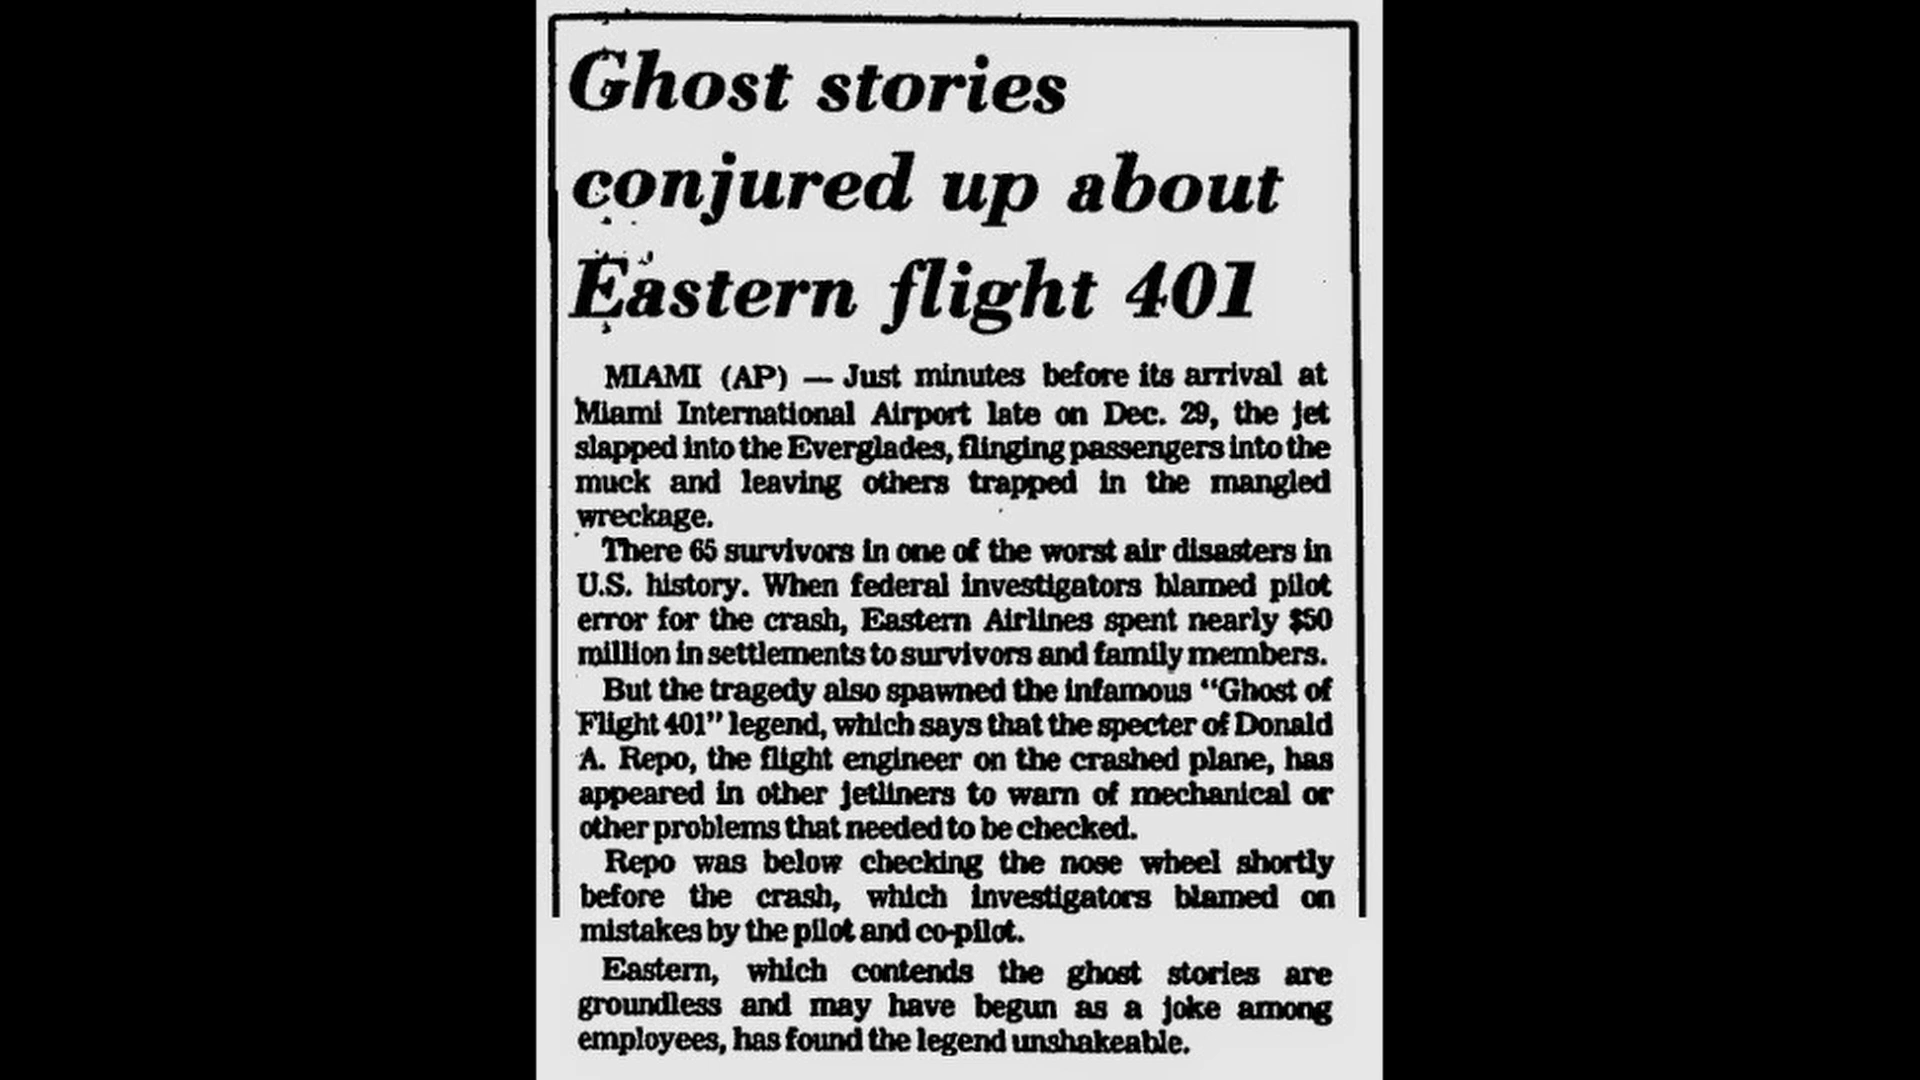 Ghost stories
conjured up about
Eastern flight 401
MIAMI (AP) — Just minutes before its arrival at
Miami International Airport late on Dec. 29, the jet
slapped into the Everglades, flinging passengers into the
muck and leaving others trapped in the mangled
wreckage.
There 65 survivors in one of the worst air disasters in
U.S. history. When federal investigators blamed pilot
error for the crash, Eastern Airlines spent nearly $50
million in settlements to survivors and family members.
But the tragedy also spawned the infamous "Ghost of
Flight 401" legend, which says that the specter of Donald
A. Repo, the flight engineer on the crashed plane, has
appeared in other jetliners to warn of mechanical or
other problems that needed to be checked.
Repo was below checking the nose wheel shortly
before the crash, which investigators blamed on
mistakes by the pilot and co-pilot.
Eastern, which contends the ghost stories are
groundless and may have begun as a joke among
employees, has found the legend unshakeable.